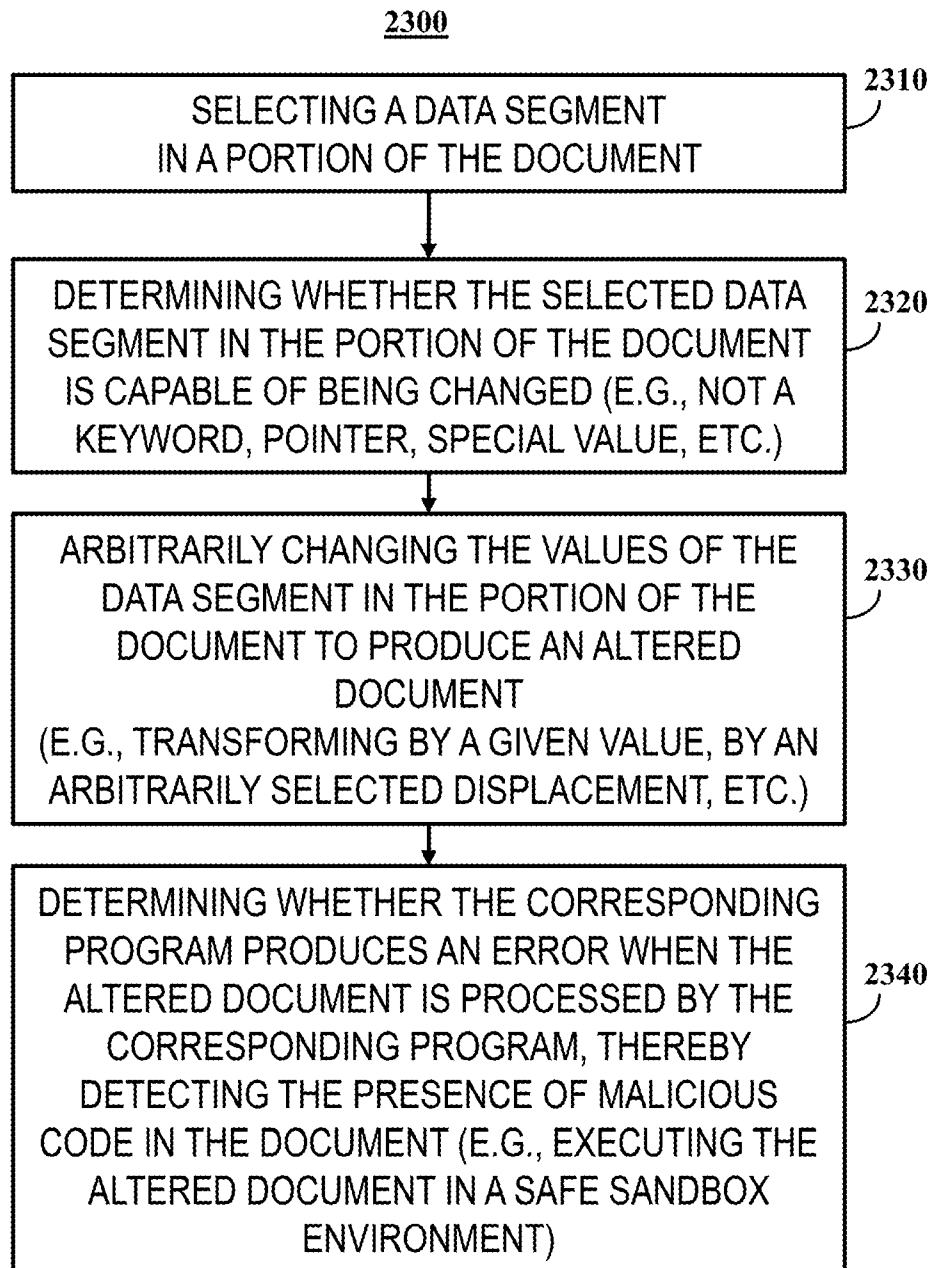 2300
2310
SELECTING A DATA SEGMENT
IN A PORTION OF THE DOCUMENT
2320
DETERMINING WHETHER THE SELECTED DATA
SEGMENT IN THE PORTION OF THE DOCUMENT
IS CAPABLE OF BEING CHANGED (E.G., NOT A
KEYWORD, POINTER, SPECIAL VALUE, ETC.)
2330
ARBITRARILY CHANGING THE VALUES OF THE
DATA SEGMENT IN THE PORTION OF THE
DOCUMENT TO PRODUCE AN ALTERED
DOCUMENT
(E.G., TRANSFORMING BY A GIVEN VALUE, BY AN
ARBITRARILY SELECTED DISPLACEMENT, ETC.)
2340
DETERMINING WHETHER THE CORRESPONDING
PROGRAM PRODUCES AN ERROR WHEN THE
ALTERED DOCUMENT IS PROCESSED BY THE
CORRESPONDING PROGRAM, THEREBY
DETECTING THE PRESENCE OF MALICIOUS
CODE IN THE DOCUMENT (E.G., EXECUTING THE
ALTERED DOCUMENT IN A SAFE SANDBOX
ENVIRONMENT)